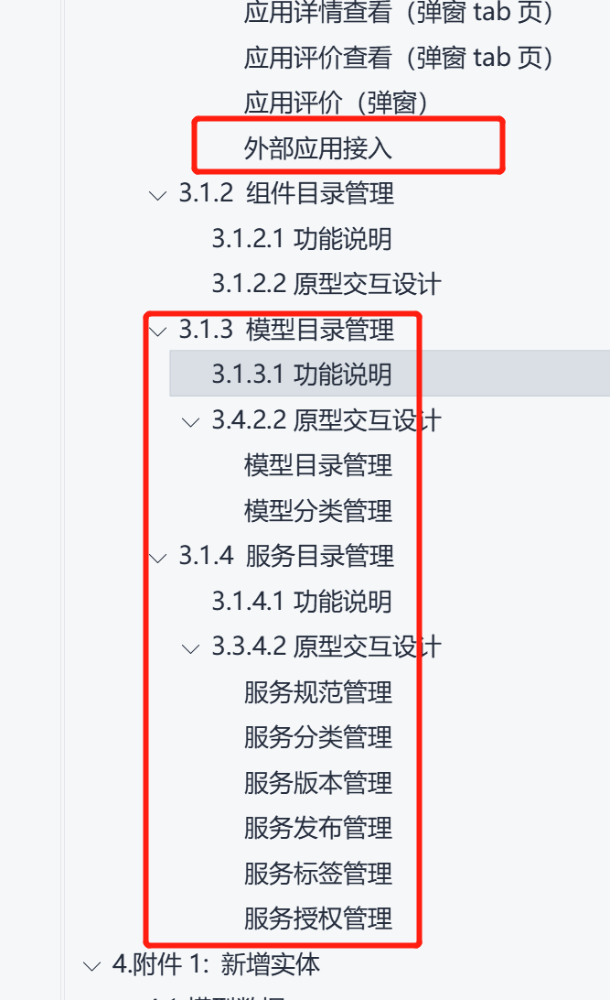 应用详情查看（弹窗 tab 页）
应用评价查看（弹窗 tab 页）
应用评价（弹窗）
外部应用接入
3.1.2 组件目录管理
3.1.2.1 功能说明
3.1.2.2 原型交互设计
3.1.3 模型目录管理
3.1.3.1 功能说明
3.4.2.2 原型交互设计
模型目录管理
模型分类管理
3.1.4 服务目录管理
3.1.4.1 功能说明
3.3.4.2 原型交互设计
服务规范管理
服务分类管理
服务版本管理
服务发布管理
服务标签管理
服务授权管理
4.附件 1：新增实体